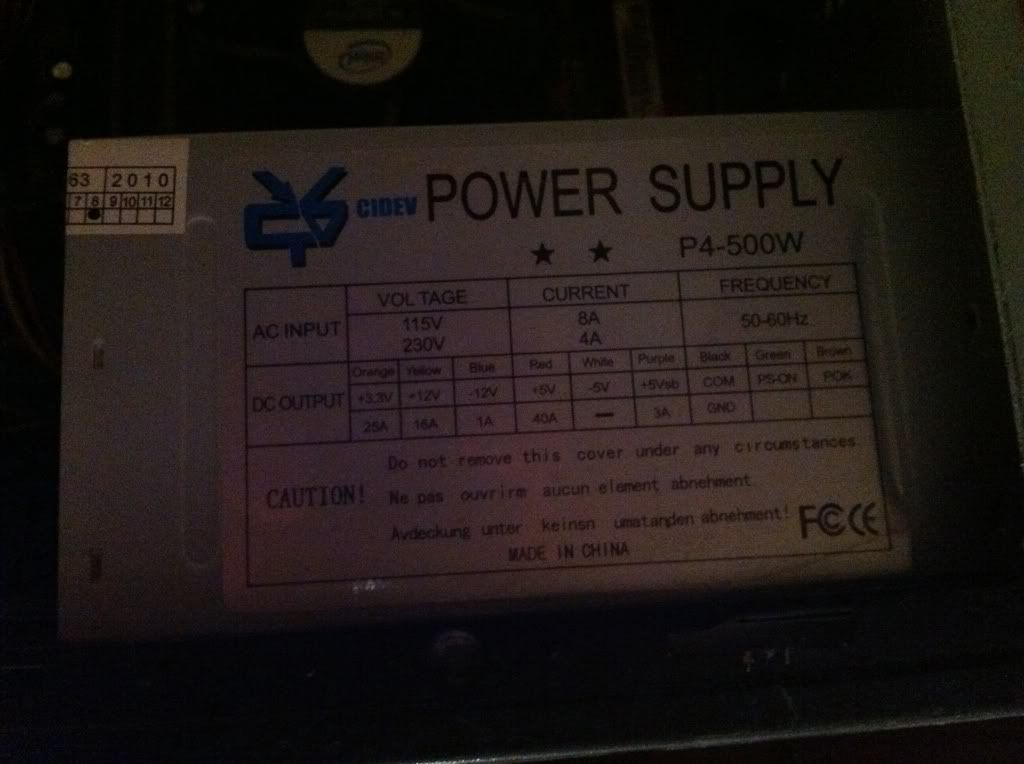 63 2010
7 8 9 10 11 12
CIDEV POWER SUPPLY
★ ★ P4-500W
VOLTAGE CURRENT FREQUENCY
AC INPUT 115V 8A 50-60Hz
230V 4A
Orange Yellow Blue Red White Purple Black Green Brown
DC OUTPUT +3.3V +12V -12V +5V -5V +5Vsb COM PS-ON POK
25A 16A 1A 40A — 3A GND
Do not remove this cover under any circumstances
CAUTION! Ne pas ouvrirm aucun element abnehment
Avdeckung unter keinsn umstanden abnehment! FC CE
MADE IN CHINA